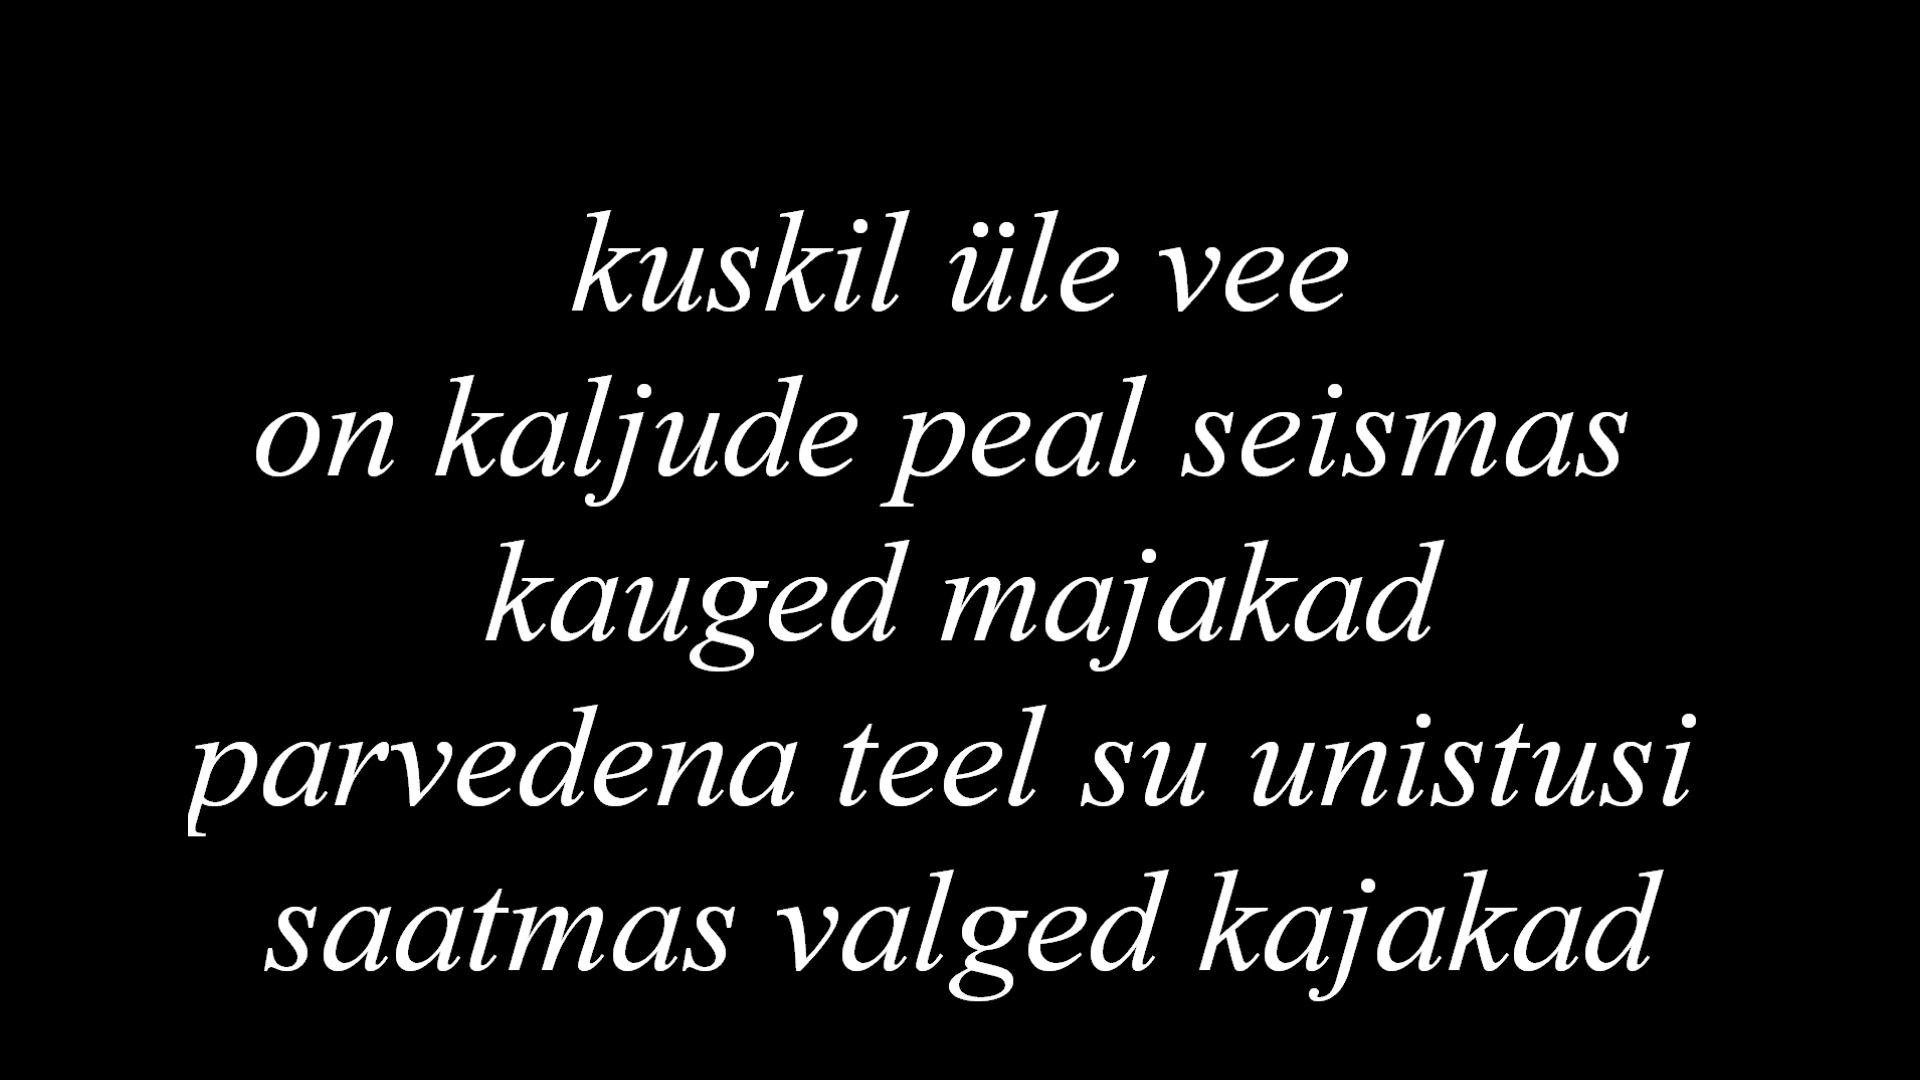 kuskil üle vee
on kaljude peal seismas
kauged majakad
parvedena teel su unistusi
saatmas valged kajakad